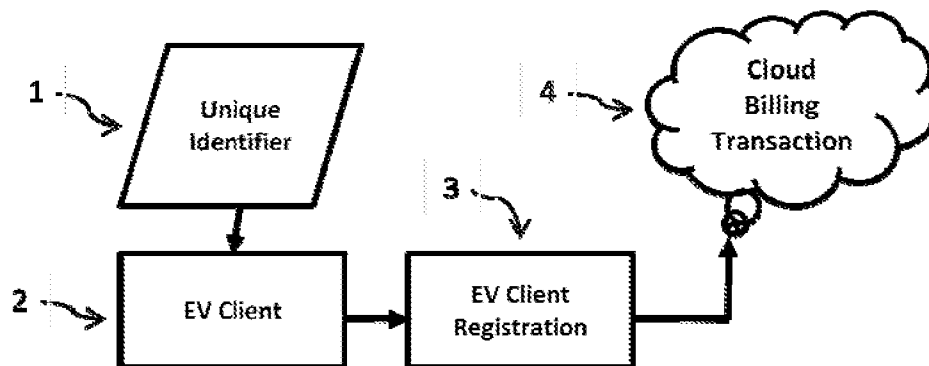 1
Unique
Identifier
4
Cloud
Billing
Transaction
3
2
EV Client
EV Client
Registration